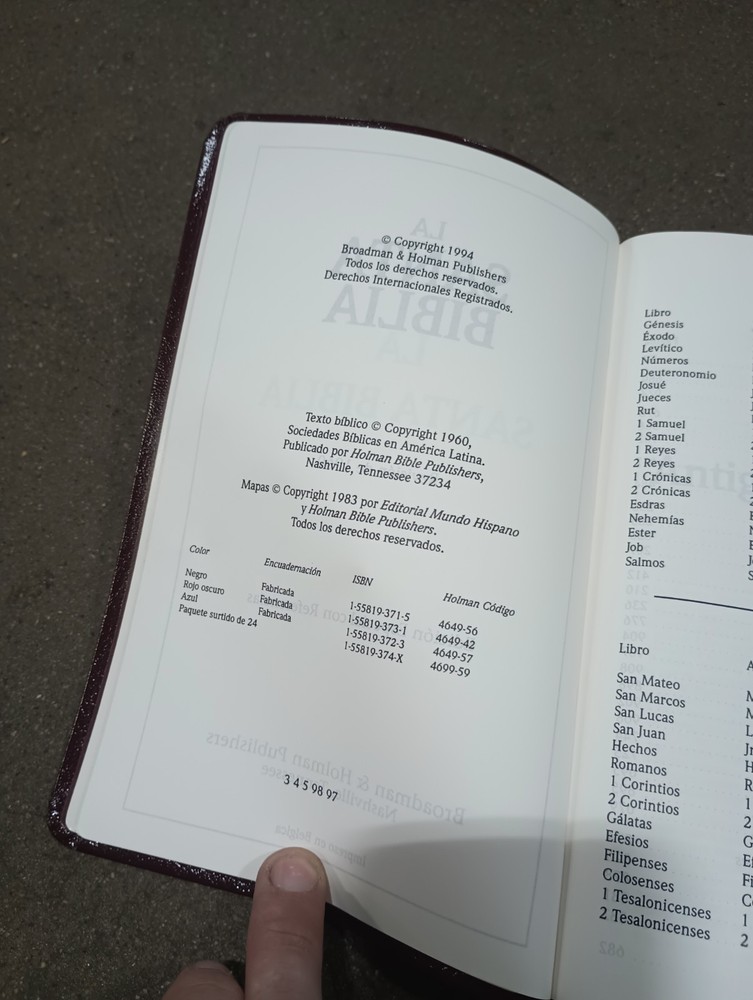 © Copyright 1994
Broadman & Holman Publishers
Todos los derechos reservados.
Derechos Internacionales Registrados.
Texto bíblico © Copyright 1960,
Sociedades Bíblicas en América Latina.
Publicado por Holman Bible Publishers,
Nashville, Tennessee 37234
Mapas © Copyright 1983 por Editorial Mundo Hispano
y Holman Bible Publishers.
Todos los derechos reservados.
Color Encuadernación ISBN Holman Código
Negro Fabricada 1-55819-371-5 4649-56
Rojo oscuro Fabricada 1-55819-373-1 4649-42
Azul Fabricada 1-55819-372-3 4649-57
Paquete surtido de 24 1-55819-374-X 4699-59
3 4 5 98 97
Libro
Génesis
Éxodo
Levítico
Números
Deuteronomio
Josué
Jueces
Rut
1 Samuel
2 Samuel
1 Reyes
2 Reyes
1 Crónicas
2 Crónicas
Esdras
Nehemías
Ester
Job
Salmos
Libro
San Mateo
San Marcos
San Lucas
San Juan
Hechos
Romanos
1 Corintios
2 Corintios
Gálatas
Efesios
Filipenses
Colosenses
1 Tesalonicenses
2 Tesalonicenses